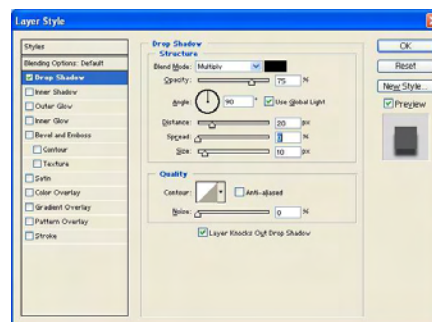 Layer Style
Styles
Blending Options: Default
Drop Shadow
Inner Shadow
Outer Glow
Inner Glow
Bevel and Emboss
Contour
Texture
Satin
Color Overlay
Gradient Overlay
Pattern Overlay
Stroke
Drop Shadow
Structure
Blend Mode: Multiply
Opacity: 75 %
Angle: 90 ° Use Global Light
Distance: 20 px
Spread: 0 %
Size: 10 px
Quality
Contour: Anti-aliased
Noise: 0 %
Layer Knocks Out Drop Shadow
OK
Reset
New Style...
Preview